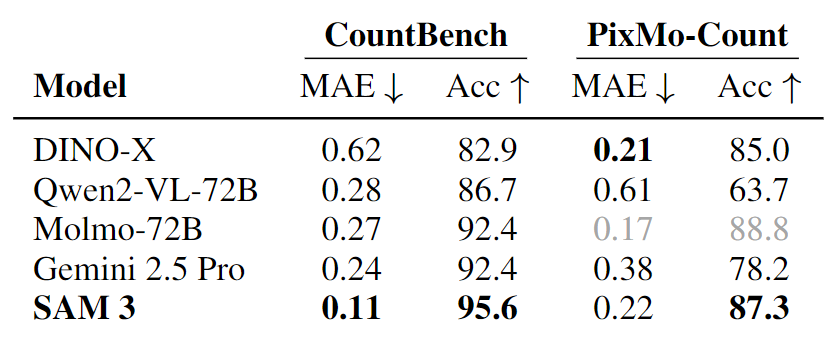 CountBench PixMo-Count
Model MAE ↓ Acc ↑ MAE ↓ Acc ↑
DINO-X 0.62 82.9 0.21 85.0
Qwen2-VL-72B 0.28 86.7 0.61 63.7
Molmo-72B 0.27 92.4 0.17 88.8
Gemini 2.5 Pro 0.24 92.4 0.38 78.2
SAM 3 0.11 95.6 0.22 87.3